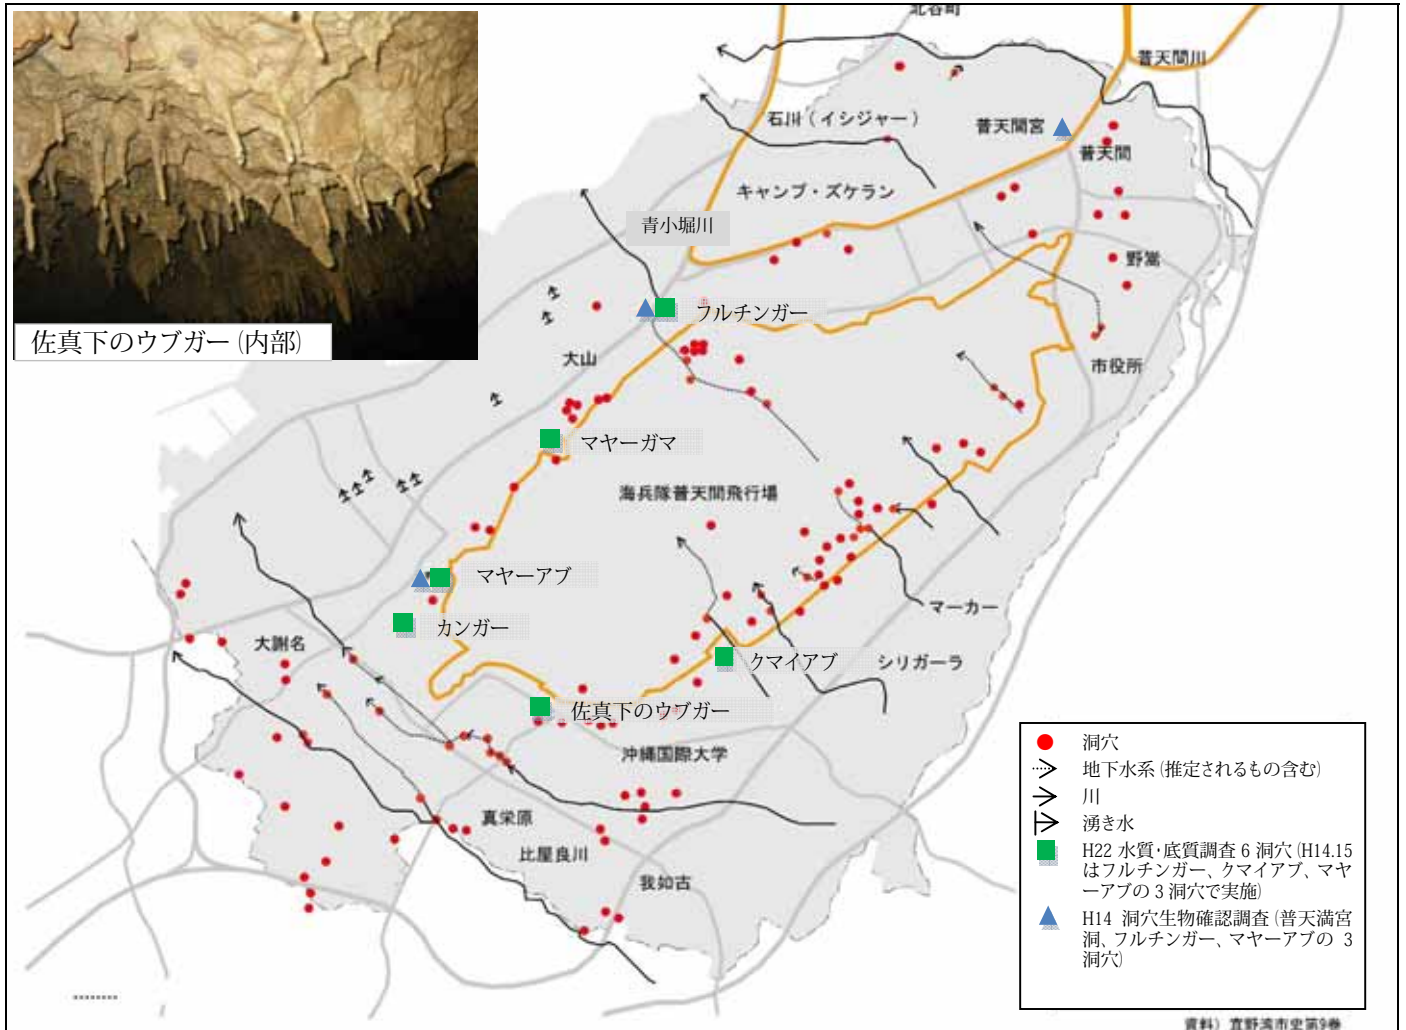 北谷町
普天間川
石川（イシジャー）
普天間宮
普天間
キャンプ・ズケラン
青小堀川
野嵩
フルチンガー
佐真下のウブガー（内部）
大山
市役所
マヤーガマ
海兵隊普天間飛行場
マヤーアブ
マーカー
カンガー
大謝名
クマイアブ
シリガーラ
佐真下のウブガー
沖縄国際大学
真栄原
比屋良川
我如古
洞穴
地下水系（推定されるもの含む）
川
湧き水
H22 水質・底質調査 6 洞穴（H14.15
はフルチンガー、クマイアブ、マヤ
ーアブの 3 洞穴で実施）
H14 洞穴生物確認調査（普天満宮
洞、フルチンガー、マヤーアブの 3
洞穴）
資料）宜野湾市史第9巻